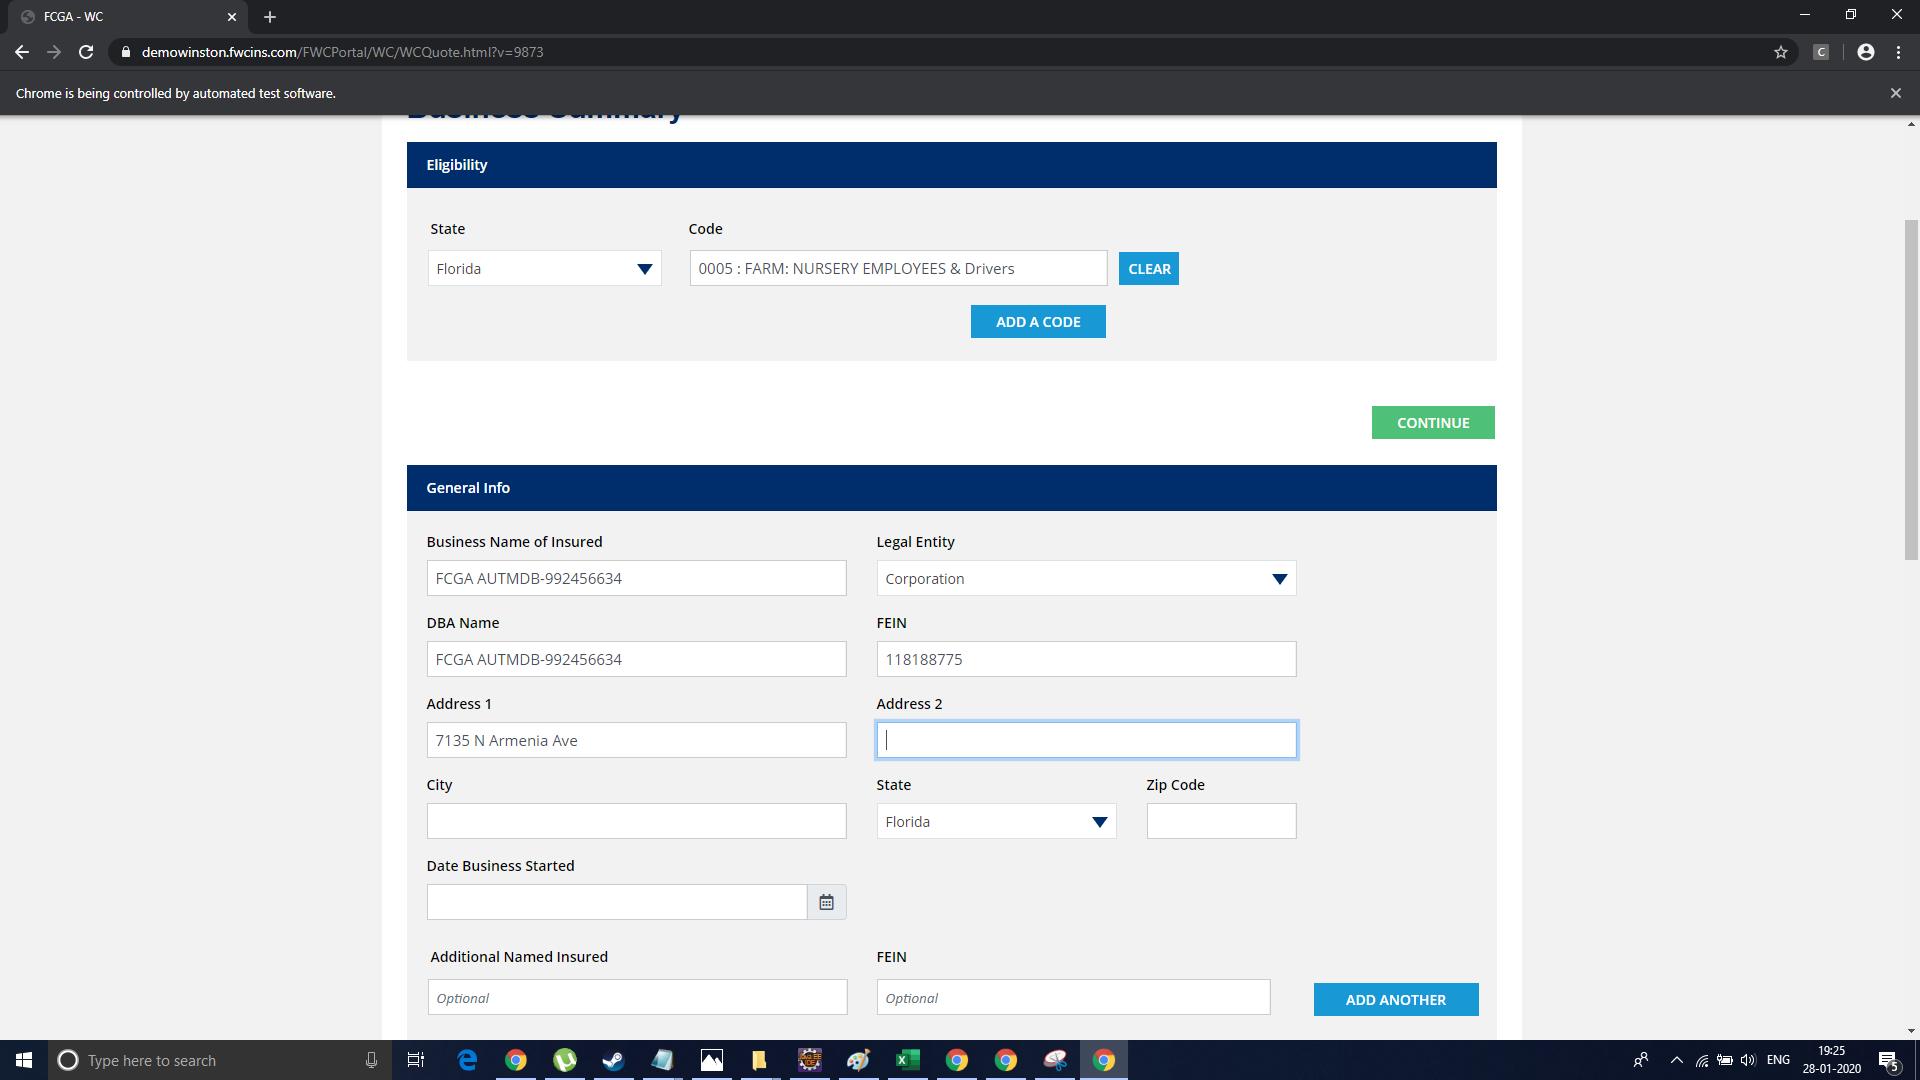 FCGA - WC
demowinston.fwcins.com/FWCPortal/WC/WCQuote.html?v=9873
C
Chrome is being controlled by automated test software.
Business Summary
Eligibility
State
Code
Florida
0005 : FARM: NURSERY EMPLOYEES & Drivers
CLEAR
ADD A CODE
CONTINUE
General Info
Business Name of Insured
Legal Entity
FCGA AUTMDB-992456634
Corporation
DBA Name
FEIN
FCGA AUTMDB-992456634
118188775
Address 1
Address 2
7135 N Armenia Ave
City
State
Zip Code
Florida
Date Business Started
Additional Named Insured
FEIN
Optional
Optional
ADD ANOTHER
Type here to search
ENG
19:25
28-01-2020
5